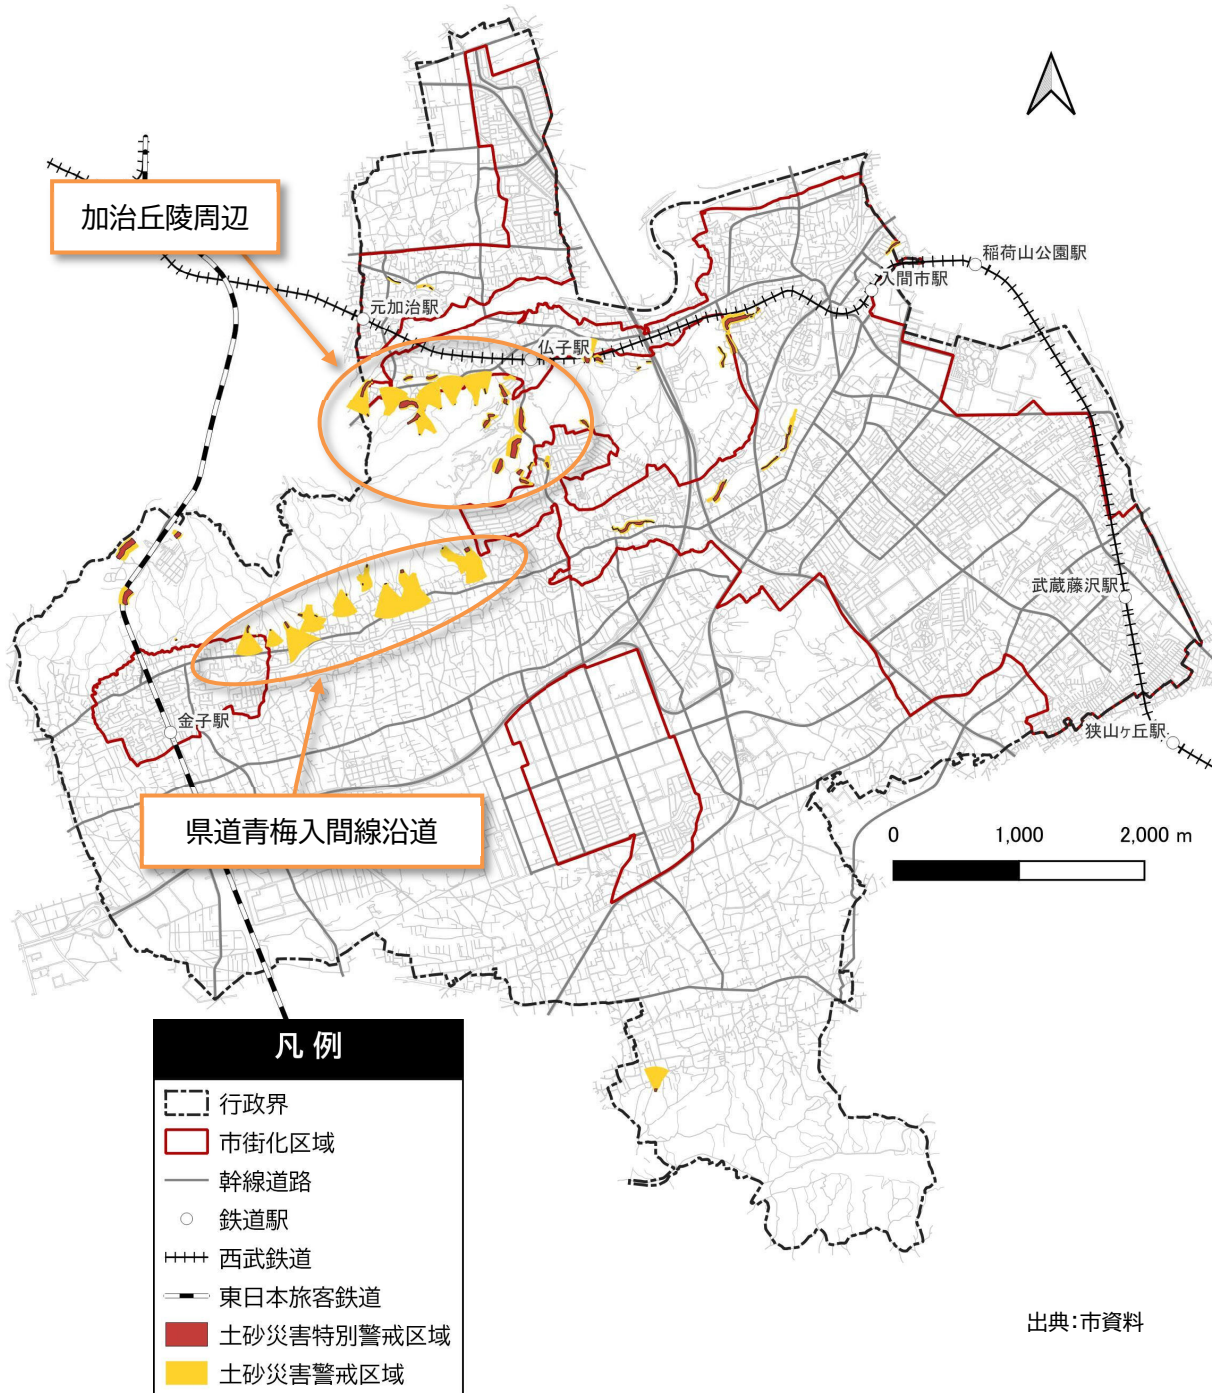 加治丘陵周辺
稲荷山公園駅
入間市駅
元加治駅
仏子駅
武蔵藤沢駅
金子駅
狭山ヶ丘駅
県道青梅入間線沿道
0 1,000 2,000 m
凡例
行政界
市街化区域
幹線道路
鉄道駅
西武鉄道
東日本旅客鉄道
土砂災害特別警戒区域
土砂災害警戒区域
出典：市資料